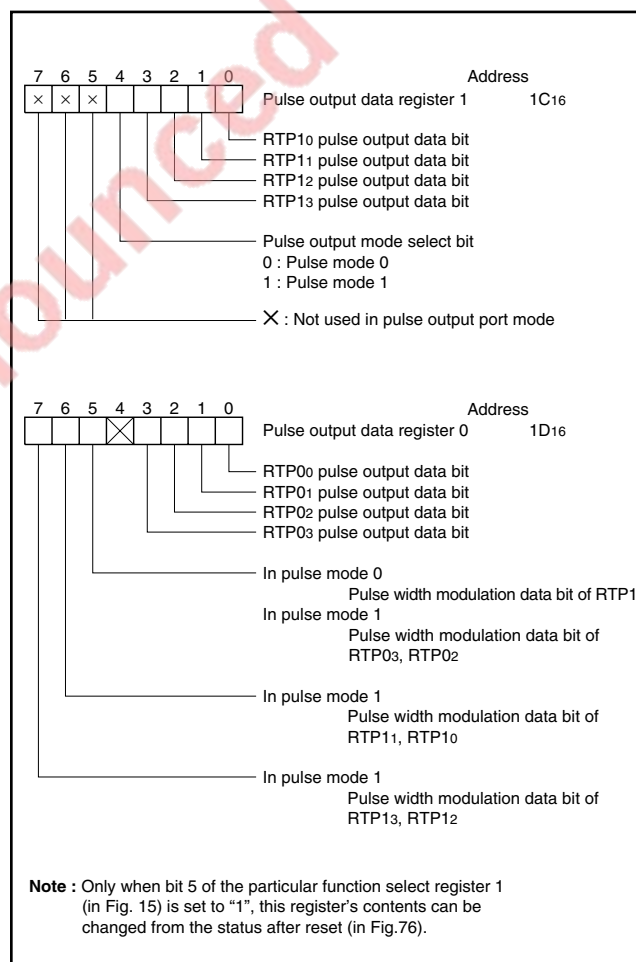 7 6 5 4 3 2 1 0 Address
× × × Pulse output data register 1 1C16
RTP10 pulse output data bit
RTP11 pulse output data bit
RTP12 pulse output data bit
RTP13 pulse output data bit
Pulse output mode select bit
0 : Pulse mode 0
1 : Pulse mode 1
× : Not used in pulse output port mode
7 6 5 4 3 2 1 0 Address
Pulse output data register 0 1D16
RTP00 pulse output data bit
RTP01 pulse output data bit
RTP02 pulse output data bit
RTP03 pulse output data bit
In pulse mode 0
Pulse width modulation data bit of RTP1
In pulse mode 1
Pulse width modulation data bit of
RTP03, RTP02
In pulse mode 1
Pulse width modulation data bit of
RTP11, RTP10
In pulse mode 1
Pulse width modulation data bit of
RTP13, RTP12
Note : Only when bit 5 of the particular function select register 1
(in Fig. 15) is set to “1”, this register’s contents can be
changed from the status after reset (in Fig.76).
ounced